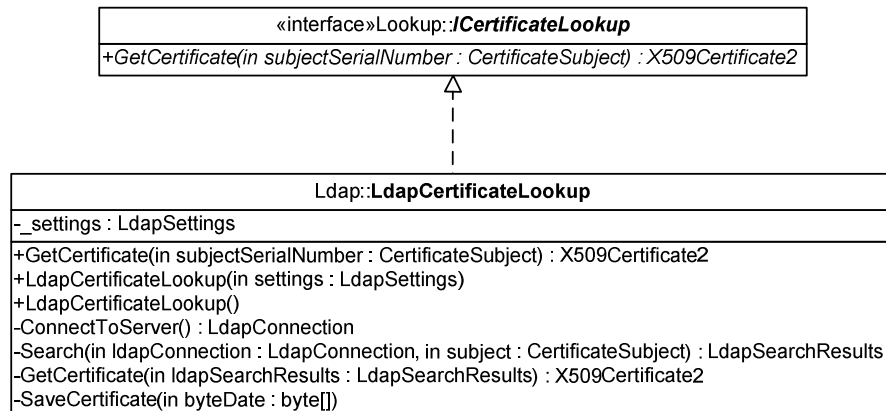 «interface»Lookup::ICertificateLookup
+GetCertificate(in subjectSerialNumber : CertificateSubject) : X509Certificate2
Ldap::LdapCertificateLookup
-_settings : LdapSettings
+GetCertificate(in subjectSerialNumber : CertificateSubject) : X509Certificate2
+LdapCertificateLookup(in settings : LdapSettings)
+LdapCertificateLookup()
-ConnectToServer() : LdapConnection
-Search(in ldapConnection : LdapConnection, in subject : CertificateSubject) : LdapSearchResults
-GetCertificate(in ldapSearchResults : LdapSearchResults) : X509Certificate2
-SaveCertificate(in byteDate : byte[])